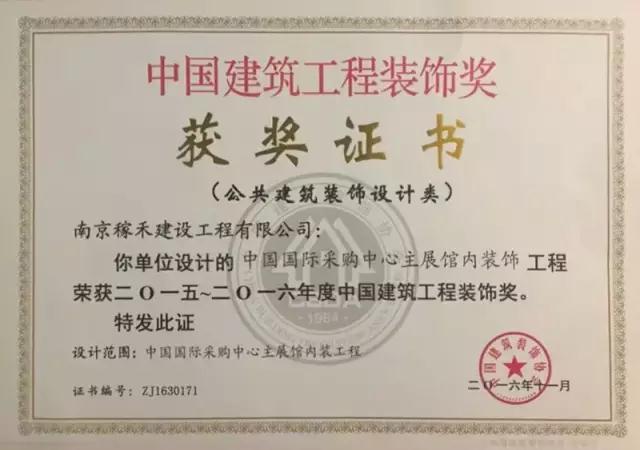 中国建筑工程装饰奖
获奖证书
（公共建筑装饰设计类）
南京稼禾建设工程有限公司：
你单位设计的 中国国际采购中心主展馆内装饰 工程
荣获二〇一五~二〇一六年度中国建筑工程装饰奖。
特发此证
设计范围：中国国际采购中心主展馆内装工程
证书编号：ZJ1630171
二〇一六年十一月
中国建筑装饰协会
1984